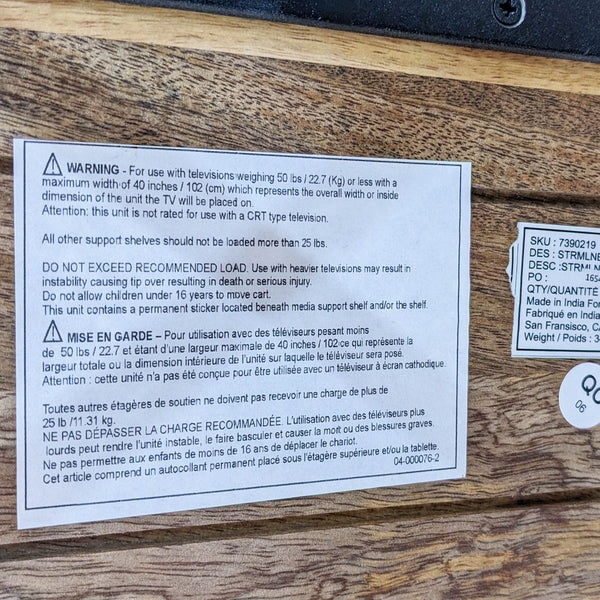 WARNING - For use with televisions weighing 50 lbs / 22.7 (Kg) or less with a
maximum width of 40 inches / 102 (cm) which represents the overall width or inside
dimension of the unit the TV will be placed on.
Attention: this unit is not rated for use with a CRT type television.
All other support shelves should not be loaded more than 25 lbs.
DO NOT EXCEED RECOMMENDED LOAD. Use with heavier televisions may result in
instability causing tip over resulting in death or serious injury.
Do not allow children under 16 years to move cart.
This unit contains a permanent sticker located beneath media support shelf and/or the shelf.
MISE EN GARDE – Pour utilisation avec des téléviseurs pesant moins
de 50 lbs / 22.7 et étant d'une largeur maximale de 40 inches / 102 ce qui représente la
largeur totale ou la dimension intérieure de l'unité sur laquelle le téléviseur sera posé.
Attention : cette unité n'a pas été conçue pour être utilisée avec un téléviseur à écran cathodique.
Toutes autres étagères de soutien ne doivent pas recevoir une charge de plus de
25 lb /11.31 kg.
NE PAS DÉPASSER LA CHARGE RECOMMANDÉE. L'utilisation avec des téléviseurs plus
lourds peut rendre l'unité instable, le faire basculer et causer la mort ou des blessures graves.
Ne pas permettre aux enfants de moins de 16 ans de déplacer le chariot.
Cet article comprend un autocollant permanent placé sous l'étagère supérieure et/ou la tablette.
04-000076-2
SKU : 7390219
DES : STRMLNE
DESC :STRMLN
PO : 1654
QTY/QUANTITÉ
Made in India For
Fabriqué en India
San Fransisco, CA
Weight / Poids : 3
QC
06